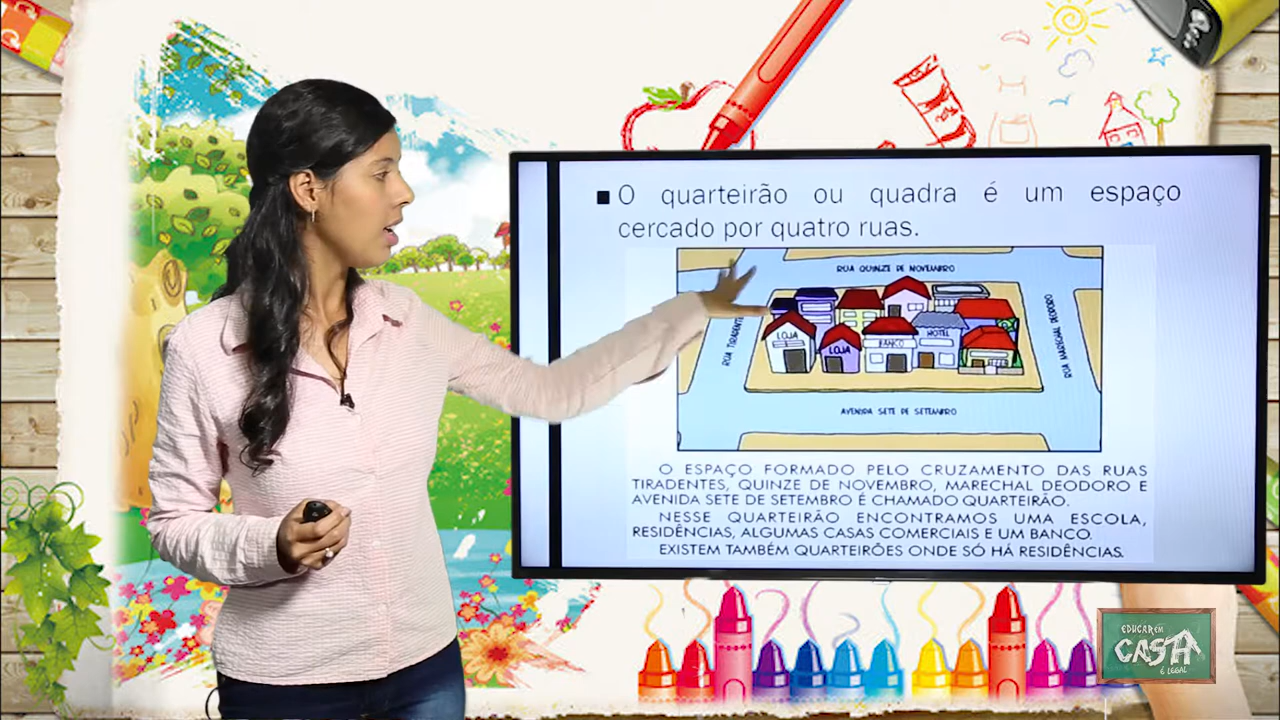 O quarteirão ou quadra é um espaço
cercado por quatro ruas.
RUA QUINZE DE NOVEMBRO
RUA TIRADENTES
RUA MARECHAL DEODORO
LOJA
LOJA
BANCO
HOTEL
AVENIDA SETE DE SETEMBRO
O ESPAÇO FORMADO PELO CRUZAMENTO DAS RUAS
TIRADENTES, QUINZE DE NOVEMBRO, MARECHAL DEODORO E
AVENIDA SETE DE SETEMBRO É CHAMADO QUARTEIRÃO.
NESSE QUARTEIRÃO ENCONTRAMOS UMA ESCOLA,
RESIDÊNCIAS, ALGUMAS CASAS COMERCIAIS E UM BANCO.
EXISTEM TAMBÉM QUARTEIRÕES ONDE SÓ HÁ RESIDÊNCIAS.
EDUCAR EM
CASA
É LEGAL